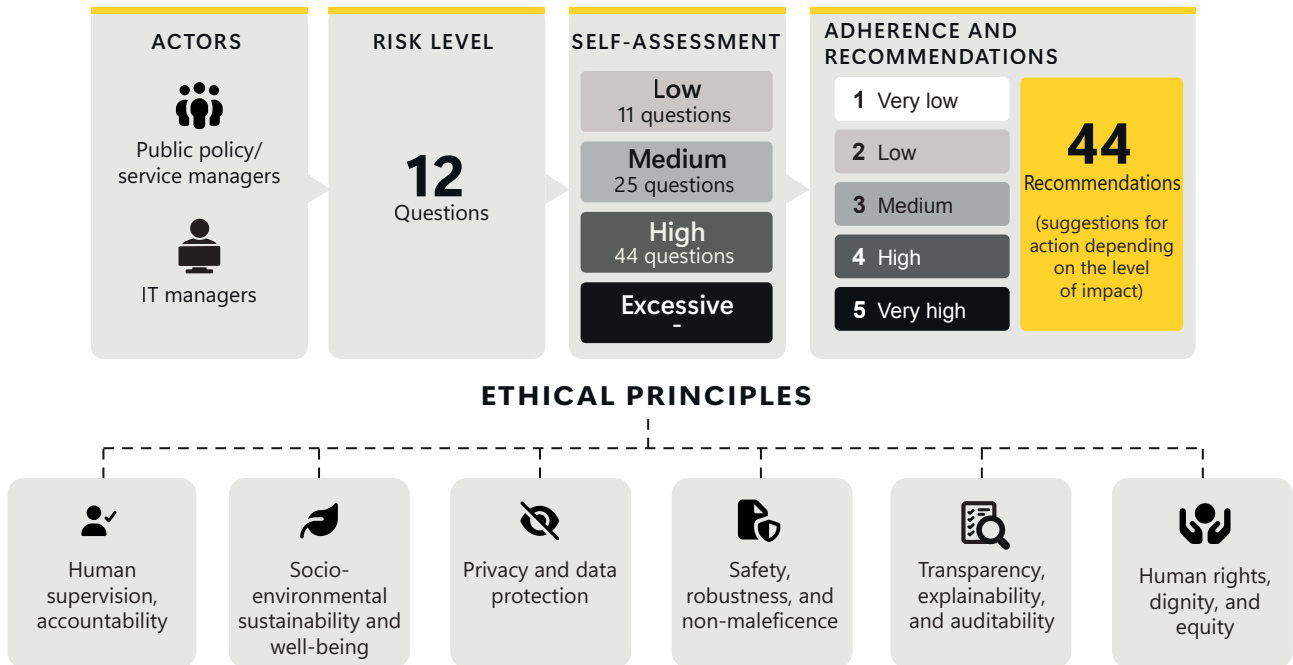 ACTORS
Public policy/
service managers
IT managers
RISK LEVEL
12
Questions
SELF-ASSESSMENT
Low
11 questions
Medium
25 questions
High
44 questions
Excessive
-
ADHERENCE AND
RECOMMENDATIONS
1 Very low
2 Low
3 Medium
4 High
5 Very high
44
Recommendations
(suggestions for
action depending
on the level
of impact)
ETHICAL PRINCIPLES
Human
supervision,
accountability
Socio-
environmental
sustainability and
well-being
Privacy and data
protection
Safety,
robustness, and
non-maleficence
Transparency,
explainability,
and auditability
Human rights,
dignity, and
equity